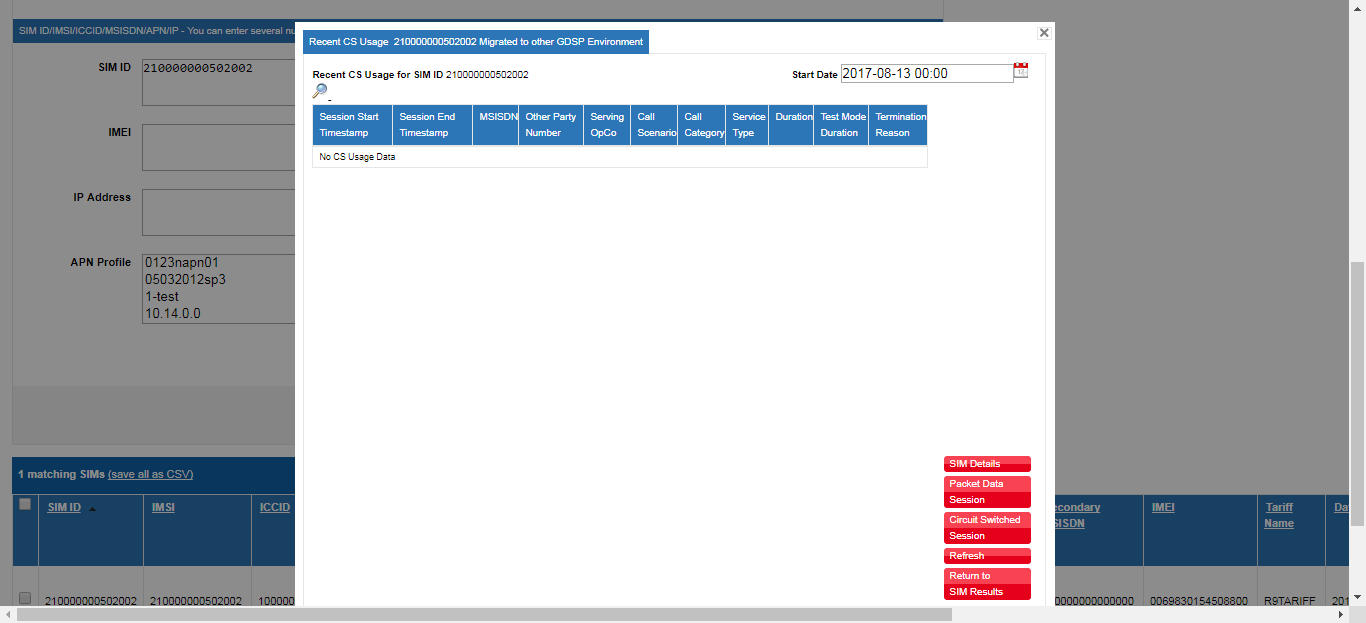 SIM ID/IMSI/ICCID/MSISDN/APN/IP - You can enter several nu
SIM ID
210000000502002
IMEI
IP Address
APN Profile
0123napn01
05032012sp3
1-test
10.14.0.0
Recent CS Usage 210000000502002 Migrated to other GDSP Environment
Recent CS Usage for SIM ID 210000000502002
Start Date 2017-08-13 00:00
Session Start Timestamp
Session End Timestamp
MSISDN
Other Party Number
Serving OpCo
Call Scenario
Call Category
Service Type
Duration
Test Mode Duration
Termination Reason
No CS Usage Data
SIM Details
Packet Data
Session
Circuit Switched
Session
Refresh
Return to
SIM Results
1 matching SIMs (save all as CSV)
SIM ID
IMSI
ICCID
econdary
SISDN
IMEI
Tariff
Name
Da
210000000502002 210000000502002 100000 0000000000000 0069830154508800 R9TARIFF 201